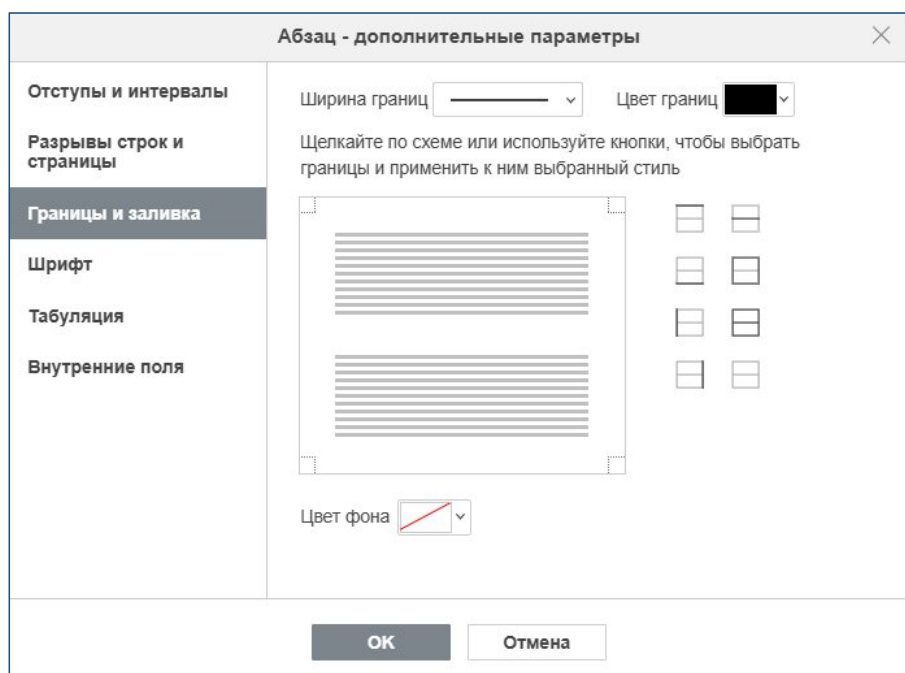 Абзац - дополнительные параметры
Отступы и интервалы
Разрывы строк и
страницы
Границы и заливка
Шрифт
Табуляция
Внутренние поля
Ширина границ
Цвет границ
Щелкайте по схеме или используйте кнопки, чтобы выбрать
границы и применить к ним выбранный стиль
Цвет фона
OK
Отмена